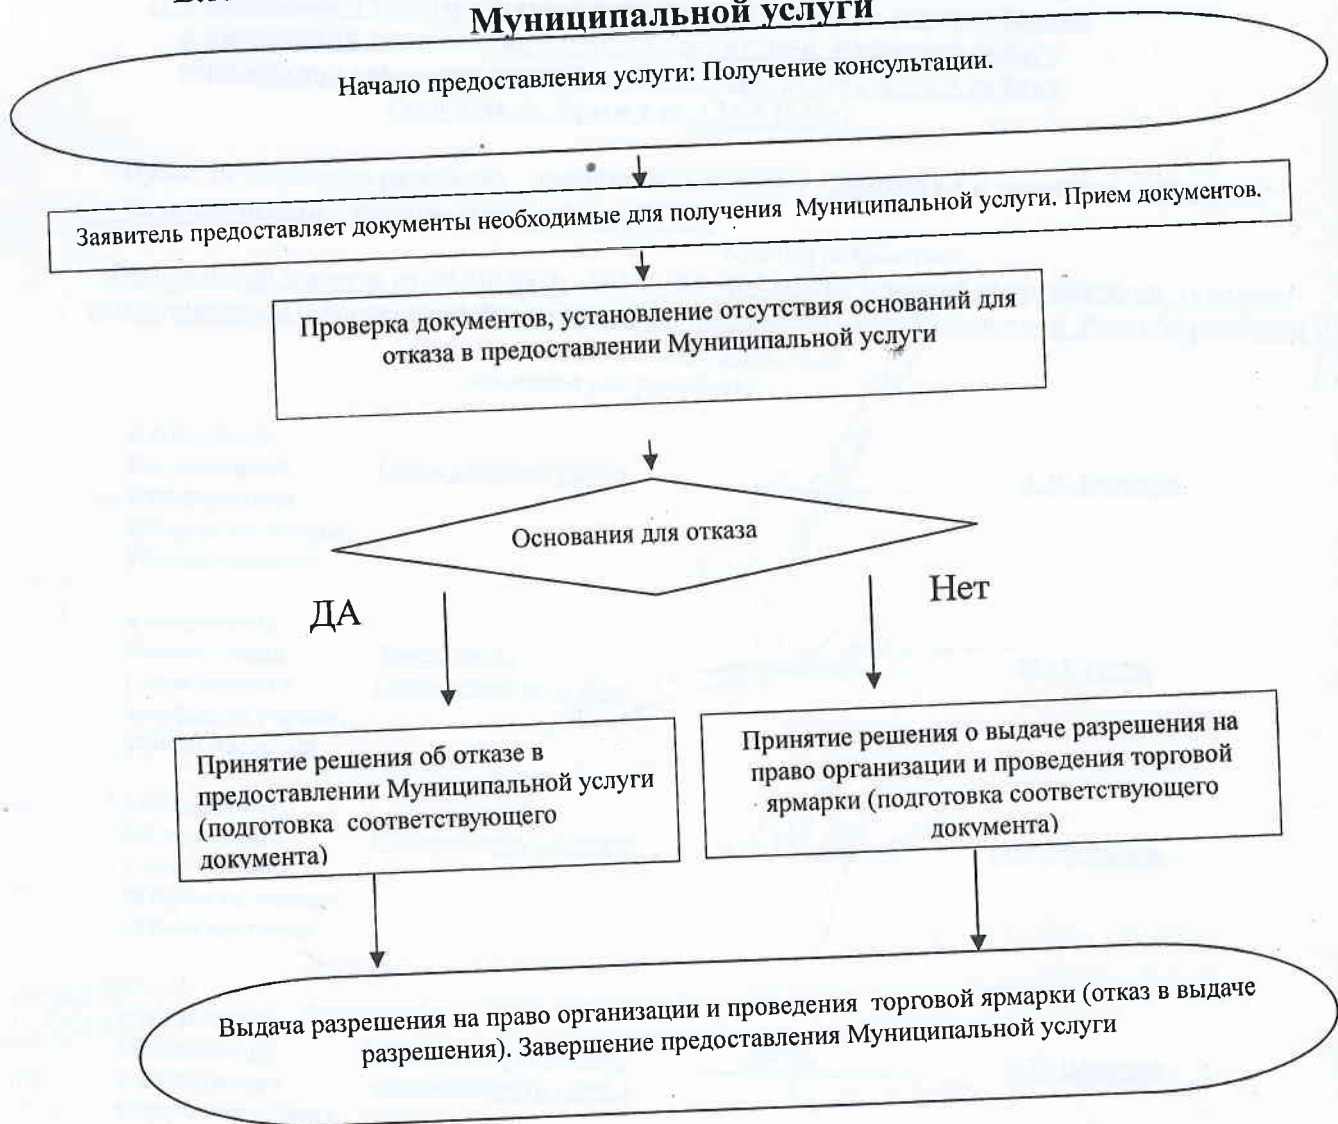 Муниципальной услуги
Начало предоставления услуги: Получение консультации.
Заявитель предоставляет документы необходимые для получения Муниципальной услуги. Прием документов.
Проверка документов, установление отсутствия оснований для
отказа в предоставлении Муниципальной услуги
Основания для отказа
ДА
Нет
Принятие решения об отказе в
предоставлении Муниципальной услуги
(подготовка соответствующего
документа)
Принятие решения о выдаче разрешения на
право организации и проведения торговой
ярмарки (подготовка соответствующего
документа)
Выдача разрешения на право организации и проведения торговой ярмарки (отказ в выдаче
разрешения). Завершение предоставления Муниципальной услуги